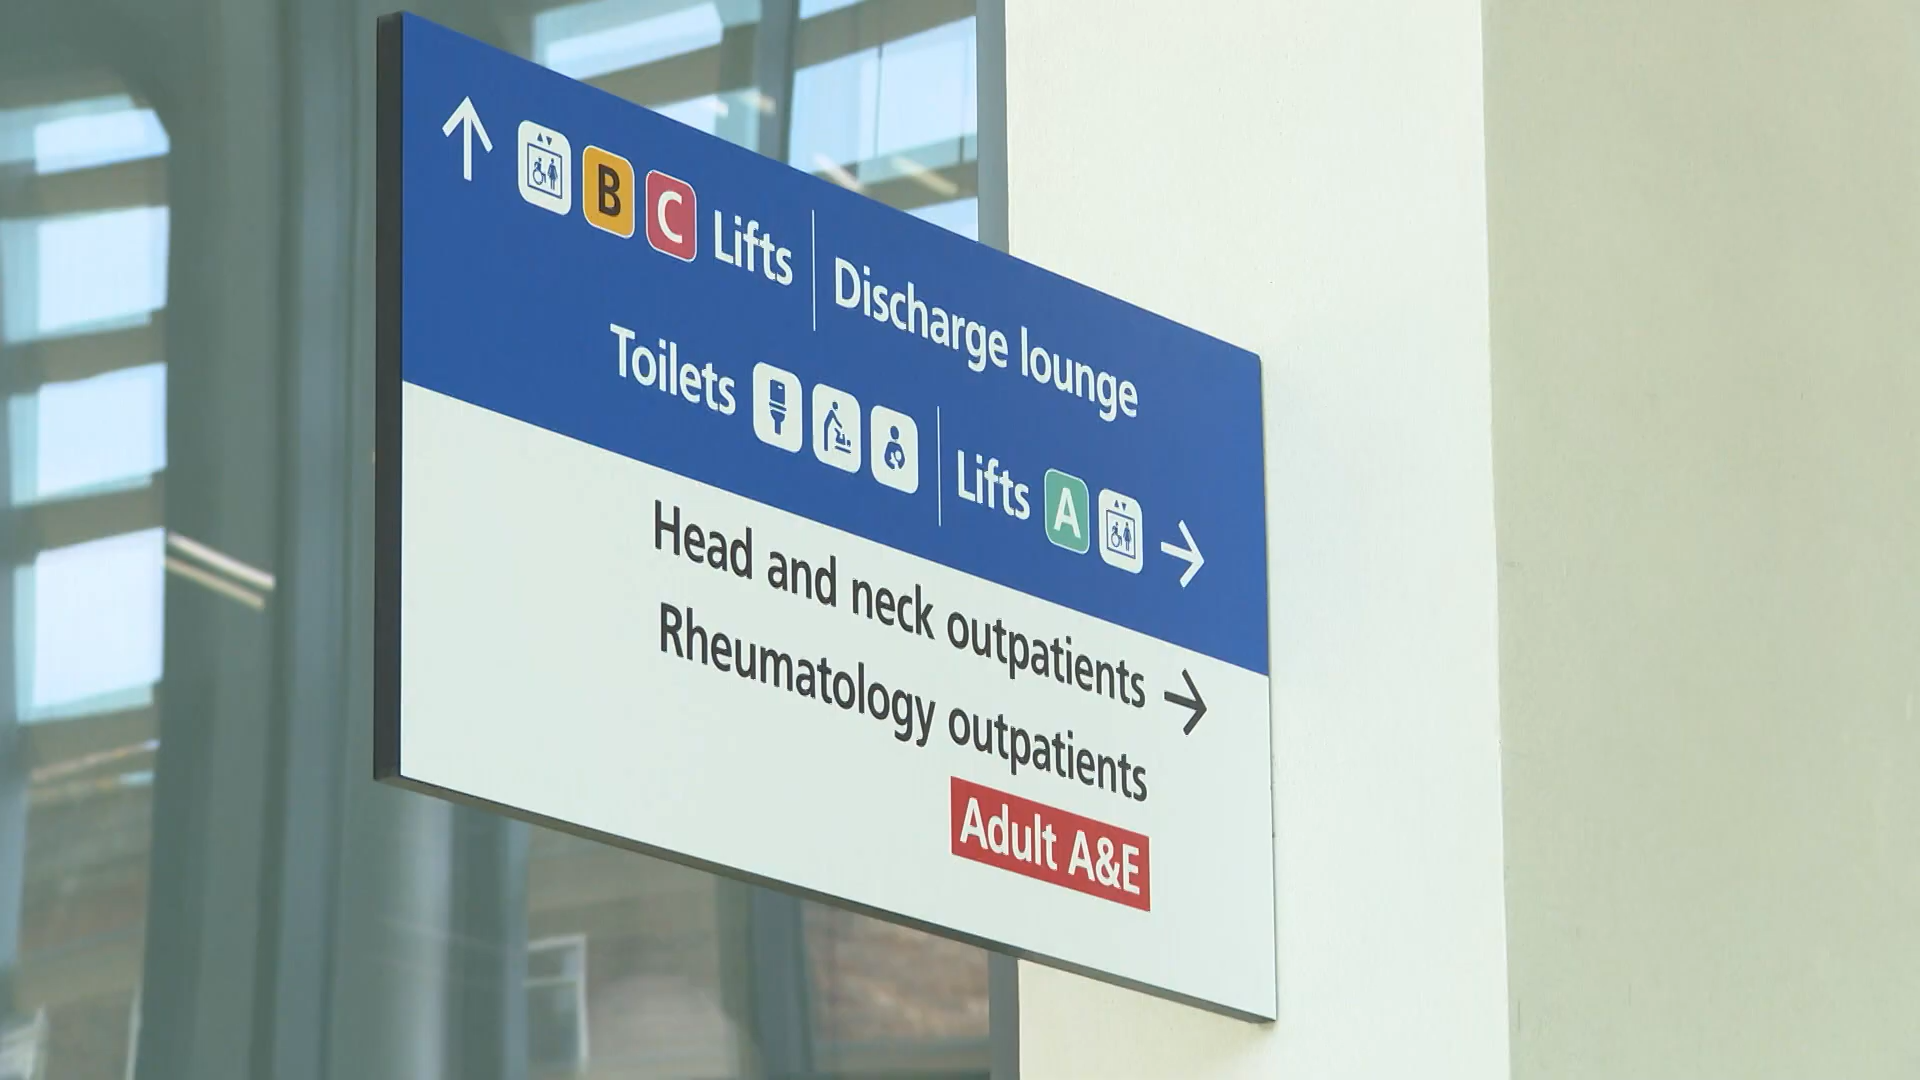 B C Lifts | Discharge lounge
Toilets | Lifts A
Head and neck outpatients
Rheumatology outpatients
Adult A&E